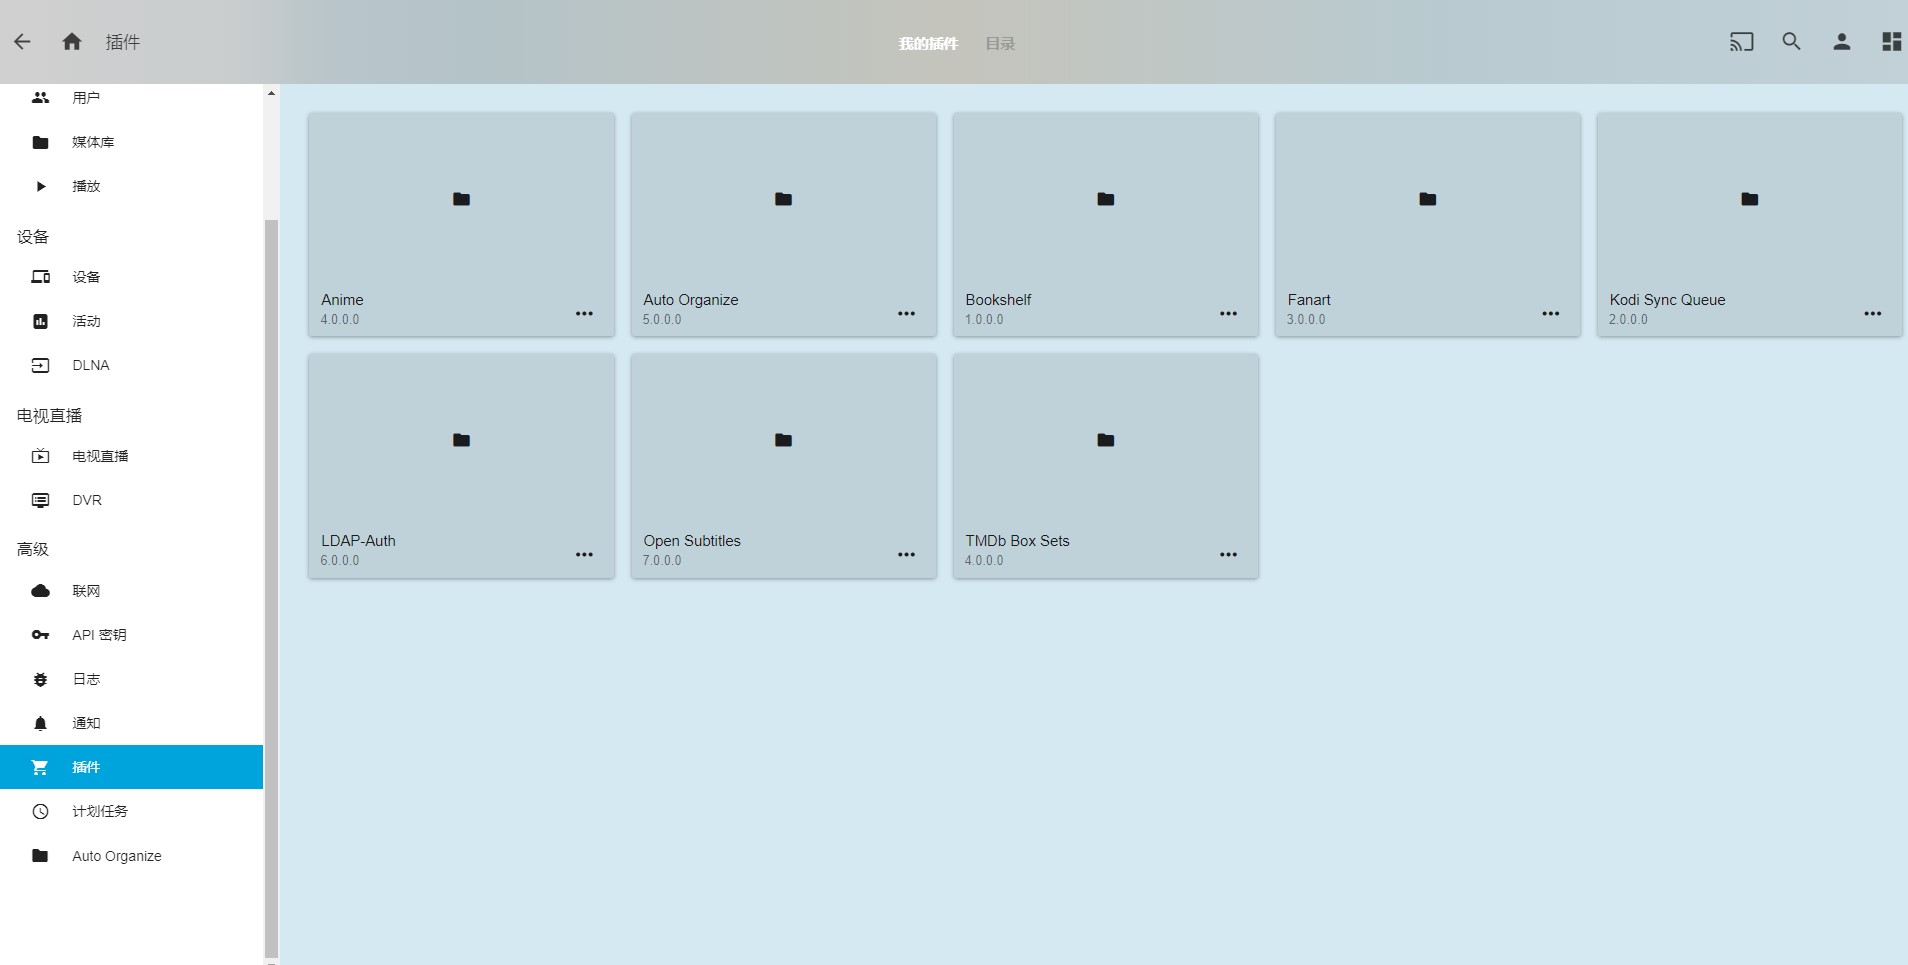 插件
我的插件
目录
用户
媒体库
播放
设备
设备
活动
DLNA
电视直播
电视直播
DVR
高级
联网
API 密钥
日志
通知
插件
计划任务
Auto Organize
Anime
4.0.0.0
Auto Organize
5.0.0.0
Bookshelf
1.0.0.0
Fanart
3.0.0.0
Kodi Sync Queue
2.0.0.0
LDAP-Auth
6.0.0.0
Open Subtitles
7.0.0.0
TMDb Box Sets
4.0.0.0